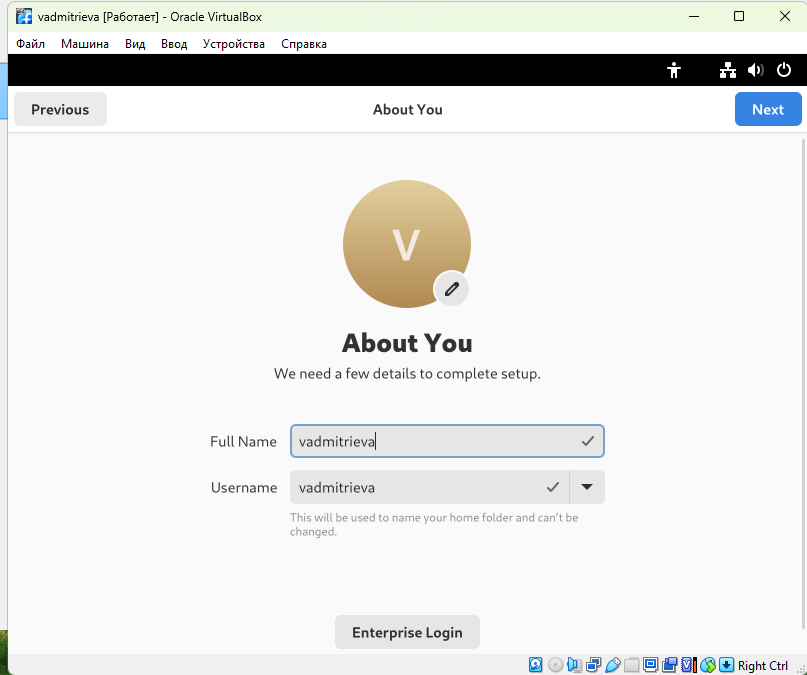 vadmitrieva [Работает] - Oracle VirtualBox
Файл Машина Вид Ввод Устройства Справка
Previous About You Next
V
About You
We need a few details to complete setup.
Full Name vadmitrieva
Username vadmitrieva
This will be used to name your home folder and can't be
changed.
Enterprise Login
Right Ctrl